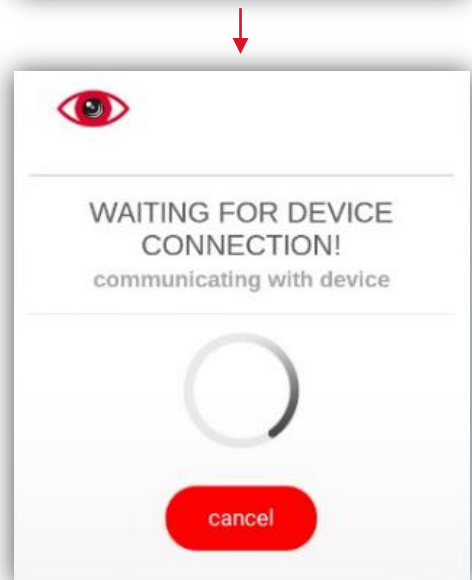 WAITING FOR DEVICE
CONNECTION!
communicating with device
cancel